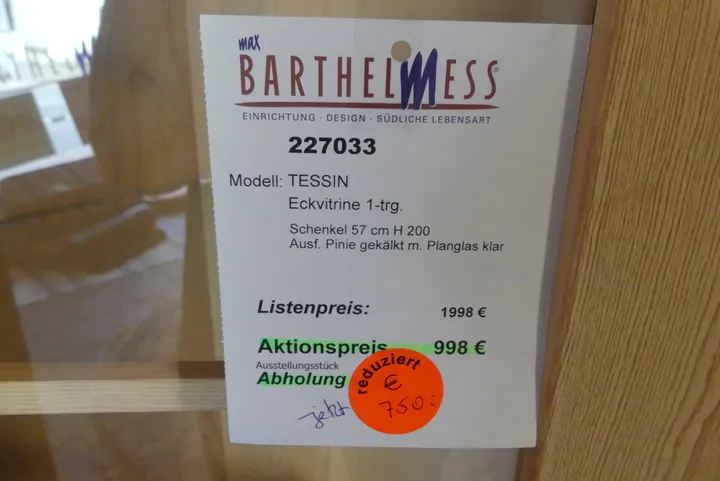 max
BARTHELMESS®
EINRICHTUNG · DESIGN · SÜDLICHE LEBENSART
227033
Modell: TESSIN
Eckvitrine 1-trg.
Schenkel 57 cm H 200
Ausf. Pinie gekälkt m. Planglas klar
Listenpreis: 1998 €
Aktionspreis 998 €
Ausstellungsstück
Abholung
reduziert
€
jetzt 750.-